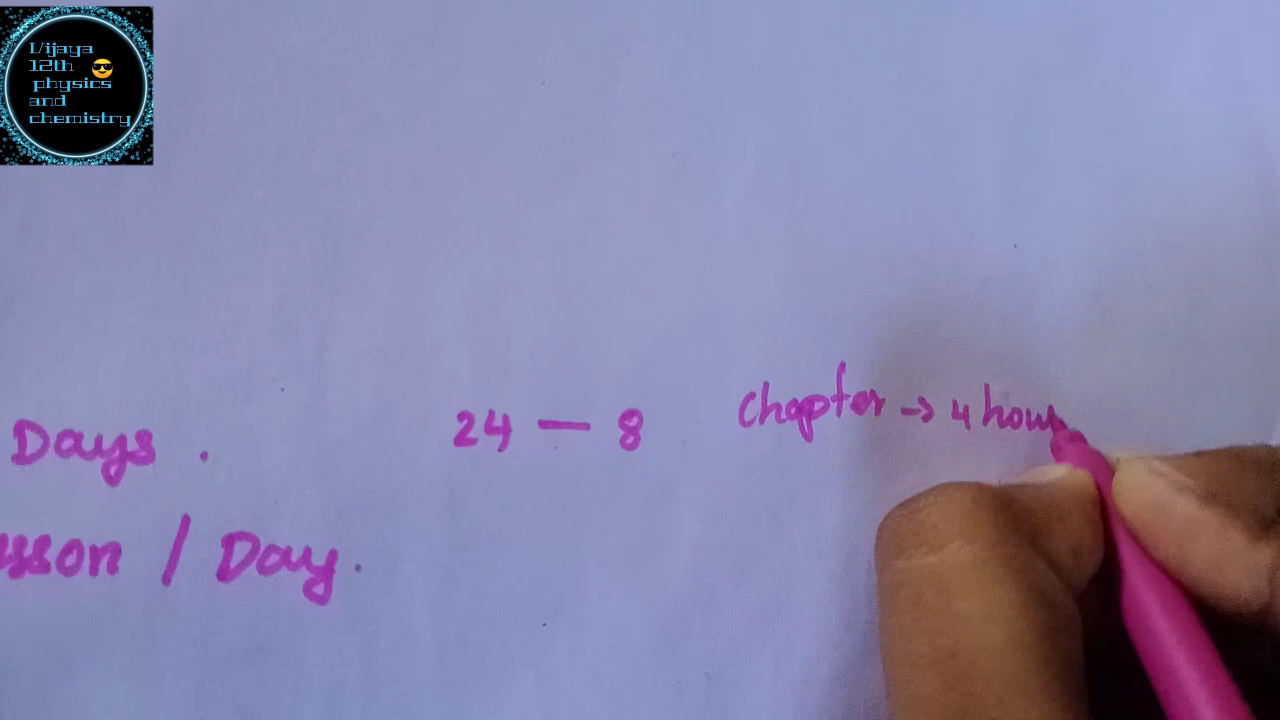 Vijaya
12th 😎
physics
and
chemistry
Days .
24 — 8
Chapter → 4 hour
sson / Day.